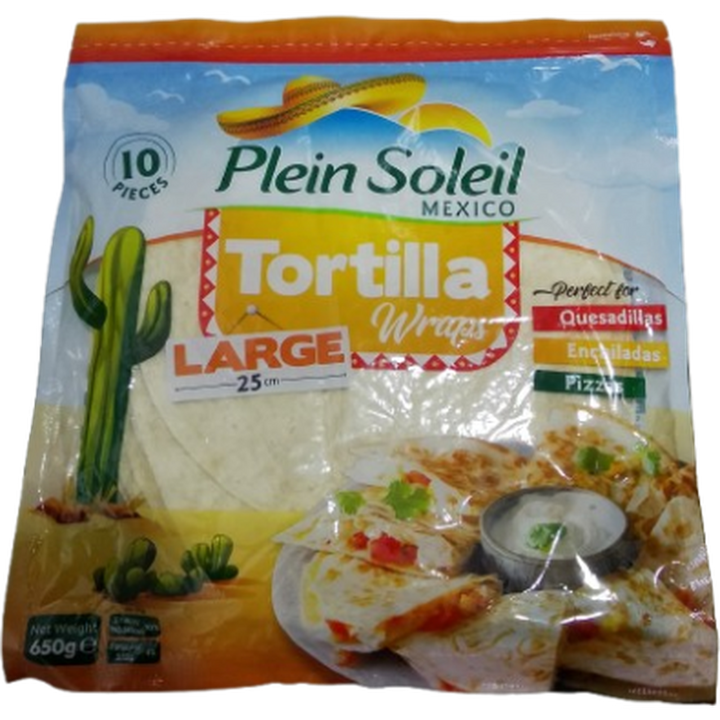 10
PIECES
Plein Soleil
MEXICO
Tortilla
Wraps
LARGE
25 cm
Perfect for
Quesadillas
Enchiladas
Pizzas
Net Weight
650g e